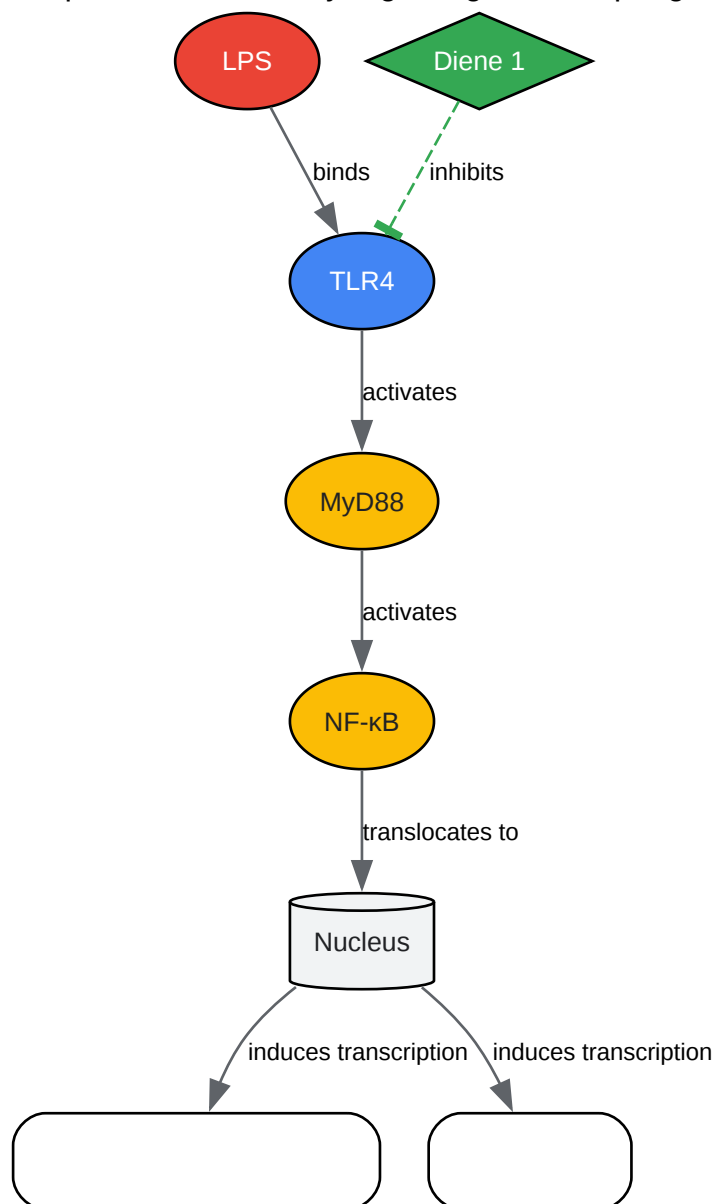 LPS
Diene 1
binds
inhibits
TLR4
activates
MyD88
activates
NF-κB
translocates to
Nucleus
induces transcription
induces transcription